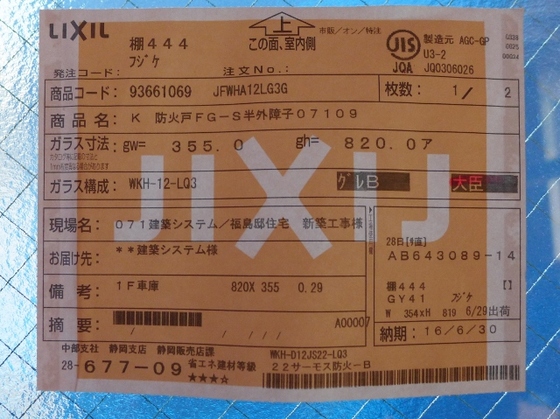 LIXIL
棚444
フジケ
上
この面、室内側
市販/オン/特注
JIS
JQA
製造元 AGC-GP
U3-2
JQ0306026
発注コード:
注文No.:
商品コード: 93661069 JFWHA12LG3G
枚数: 1/ 2
商品名: K 防火戸FG-S半外障子07109
ガラス寸法: gw= 355.0 gh= 820.0ア
ガラス構成: WKH-12-LQ3 グレB 大臣
LIXIL
現場名: 071建築システム/福島邸住宅 新築工事様
お届け先: **建築システム様
28日[夕直]
AB643089-14
備考: 1F車庫 820X 355 0.29
棚444 []
GY41 フジケ
W 354xH 819 6/29出荷
摘要: A00007
納期: 16/6/30
中部支社 静岡支店 静岡販売店課
28-677-09
省エネ建材等級
★★★☆
WKH-D12JS22-LQ3
22サーモス防火-B